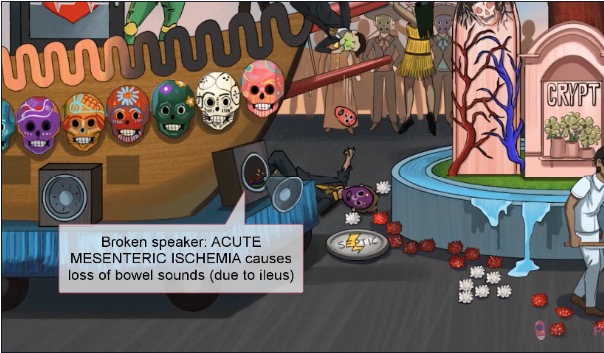 CRYPT
SEPTIC
Broken speaker: ACUTE
MESENTERIC ISCHEMIA causes
loss of bowel sounds (due to ileus)